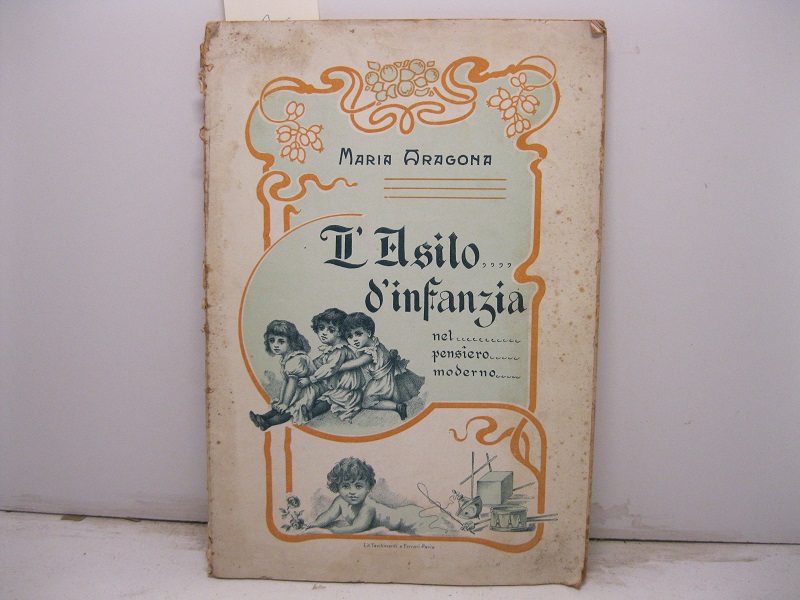 MARIA ARAGONA
L'Asilo,,,,
d'infanzia
nel...........
pensiero.....
moderno....